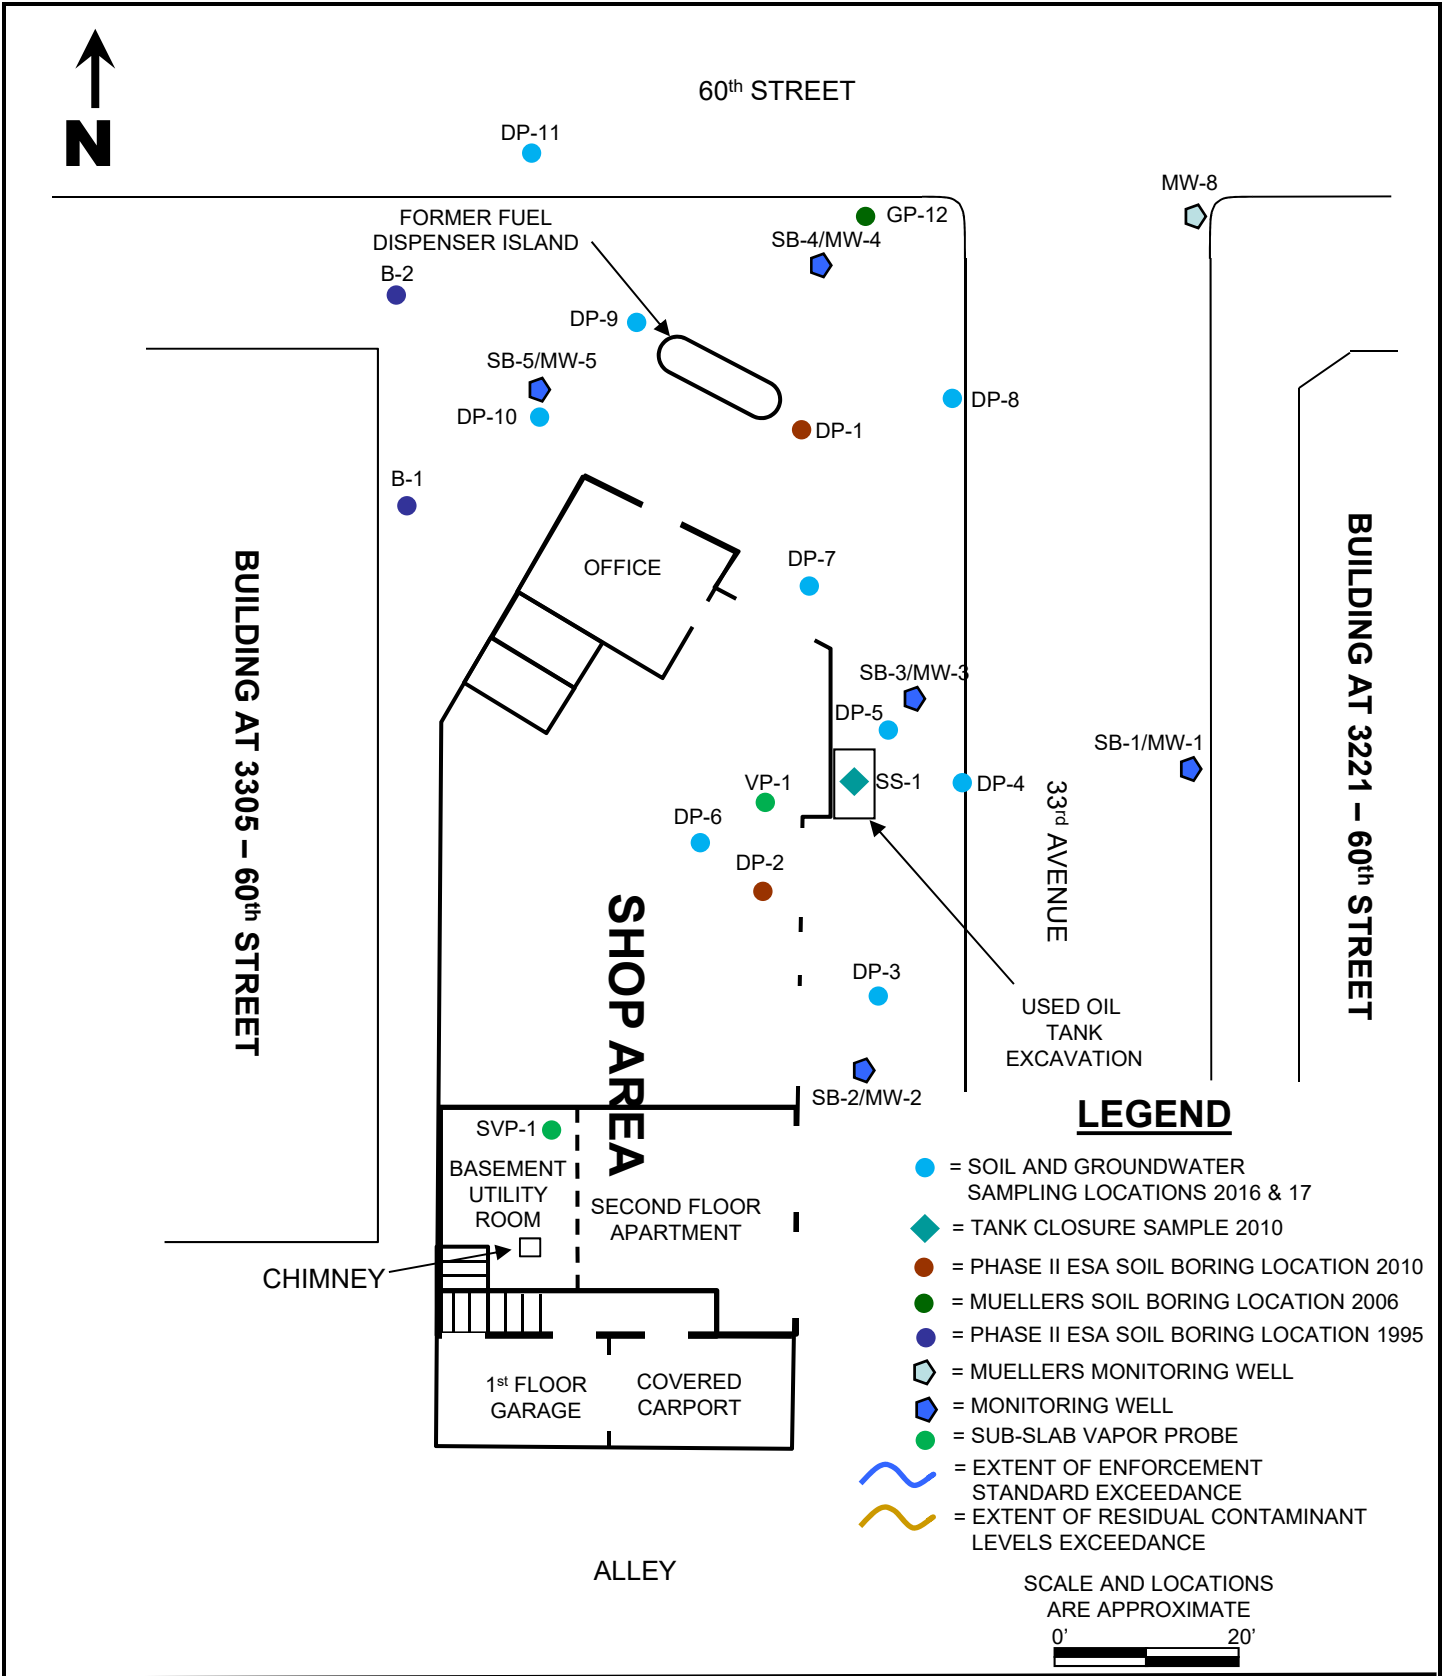 60th STREET
N
DP-11
MW-8
FORMER FUEL
DISPENSER ISLAND
GP-12
SB-4/MW-4
B-2
DP-9
SB-5/MW-5
DP-10
DP-8
DP-1
B-1
OFFICE
DP-7
BUILDING AT 3305 – 60th STREET
BUILDING AT 3221 – 60th STREET
SB-3/MW-3
DP-5
SB-1/MW-1
VP-1
SS-1
DP-4
33rd AVENUE
DP-6
DP-2
SHOP AREA
DP-3
USED OIL
TANK
EXCAVATION
SB-2/MW-2
SVP-1
BASEMENT
UTILITY
ROOM
SECOND FLOOR
APARTMENT
CHIMNEY
1st FLOOR
GARAGE
COVERED
CARPORT
ALLEY
LEGEND
= SOIL AND GROUNDWATER
SAMPLING LOCATIONS 2016 & 17
= TANK CLOSURE SAMPLE 2010
= PHASE II ESA SOIL BORING LOCATION 2010
= MUELLERS SOIL BORING LOCATION 2006
= PHASE II ESA SOIL BORING LOCATION 1995
= MUELLERS MONITORING WELL
= MONITORING WELL
= SUB-SLAB VAPOR PROBE
= EXTENT OF ENFORCEMENT
STANDARD EXCEEDANCE
= EXTENT OF RESIDUAL CONTAMINANT
LEVELS EXCEEDANCE
SCALE AND LOCATIONS
ARE APPROXIMATE
0' 20'